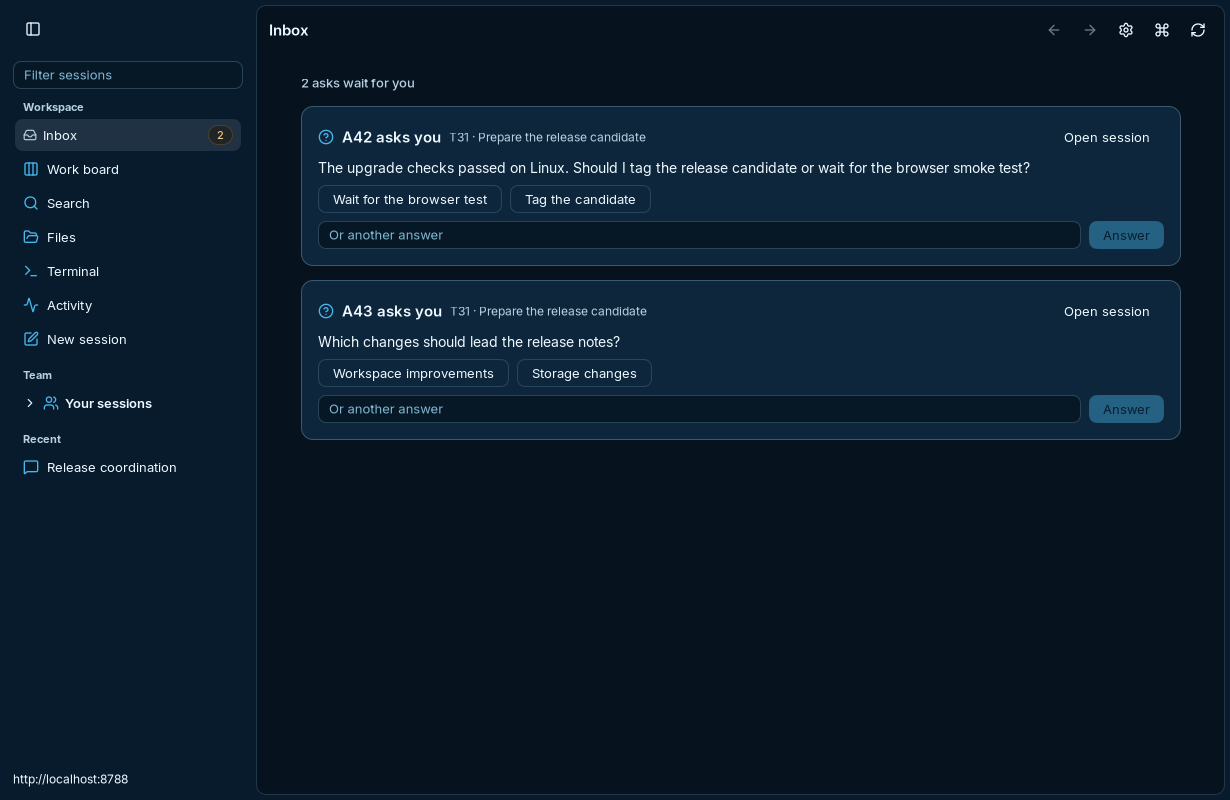 Inbox
Filter sessions
Workspace
Inbox 2
Work board
Search
Files
Terminal
Activity
New session
Team
Your sessions
Recent
Release coordination
http://localhost:8788
2 asks wait for you
A42 asks you T31 · Prepare the release candidate Open session
The upgrade checks passed on Linux. Should I tag the release candidate or wait for the browser smoke test?
Wait for the browser test Tag the candidate
Or another answer Answer
A43 asks you T31 · Prepare the release candidate Open session
Which changes should lead the release notes?
Workspace improvements Storage changes
Or another answer Answer